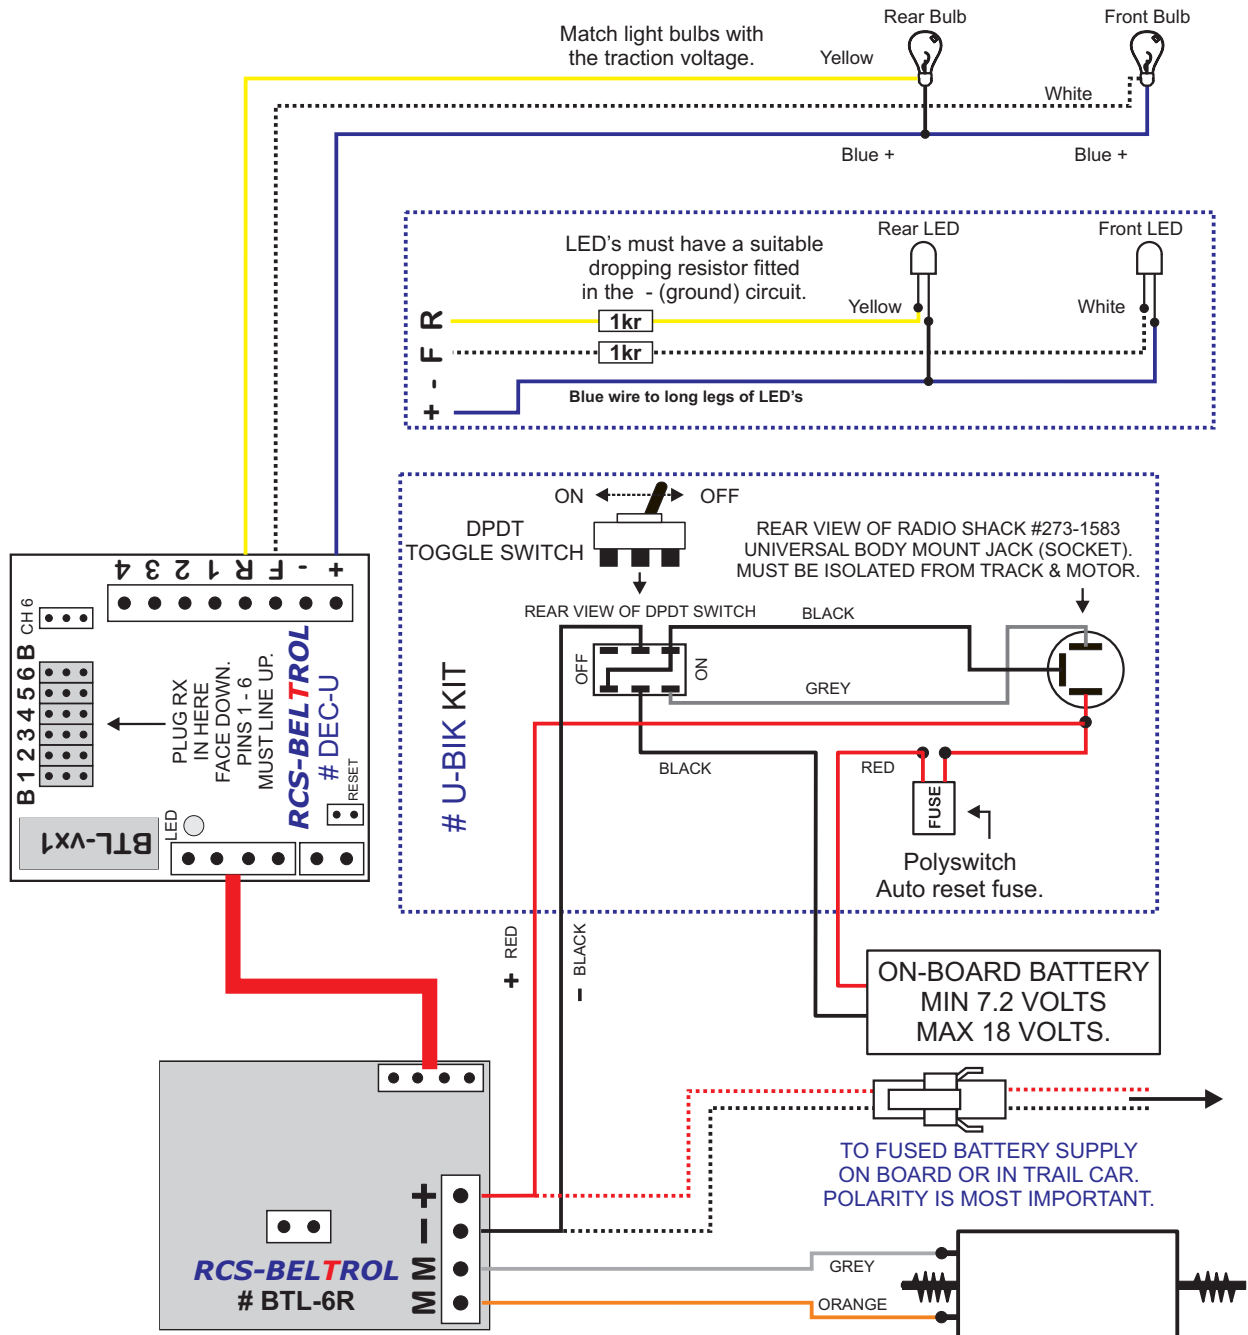 Rear Bulb
Front Bulb
Match light bulbs with
the traction voltage.
Yellow
White
Blue +
Blue +
Rear LED
Front LED
LED's must have a suitable
dropping resistor fitted
in the - (ground) circuit.
Yellow
White
R
1kr
F
1kr
-
+
Blue wire to long legs of LED's
ON
OFF
DPDT
TOGGLE SWITCH
REAR VIEW OF RADIO SHACK #273-1583
UNIVERSAL BODY MOUNT JACK (SOCKET).
MUST BE ISOLATED FROM TRACK & MOTOR.
REAR VIEW OF DPDT SWITCH
BLACK
OFF
ON
GREY
BLACK
RED
FUSE
Polyswitch
Auto reset fuse.
# U-BIK KIT
4 3 2 1 R F - +
CH 6
B 1 2 3 4 5 6 B
PLUG RX
IN HERE
FACE DOWN.
PINS 1 - 6
MUST LINE UP.
RCS-BELTROL
# DEC-U
RESET
LED
BTL-vx1
+ RED
- BLACK
ON-BOARD BATTERY
MIN 7.2 VOLTS
MAX 18 VOLTS.
TO FUSED BATTERY SUPPLY
ON BOARD OR IN TRAIL CAR.
POLARITY IS MOST IMPORTANT.
M M - +
RCS-BELTROL
# BTL-6R
GREY
ORANGE